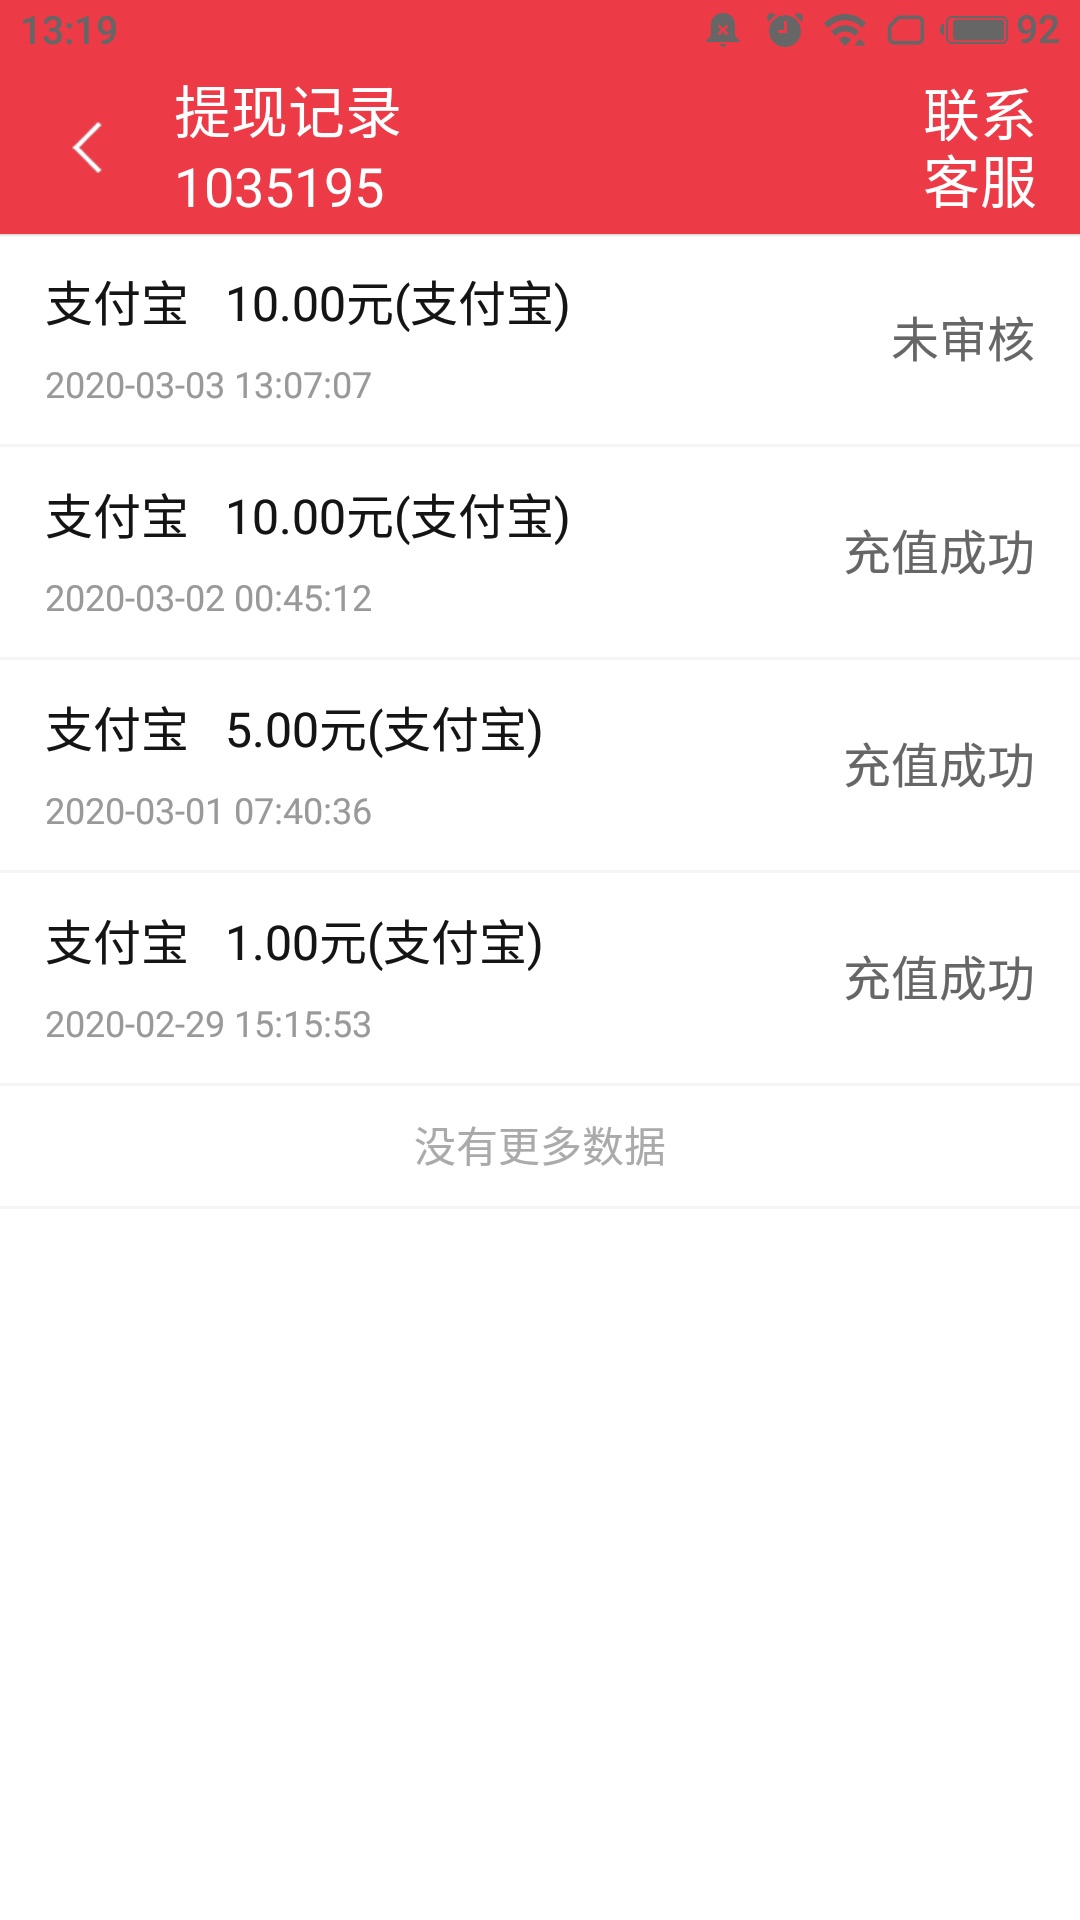 13:19
92
提现记录
1035195
联系
客服
支付宝 10.00元(支付宝)
2020-03-03 13:07:07
未审核
支付宝 10.00元(支付宝)
2020-03-02 00:45:12
充值成功
支付宝 5.00元(支付宝)
2020-03-01 07:40:36
充值成功
支付宝 1.00元(支付宝)
2020-02-29 15:15:53
充值成功
没有更多数据